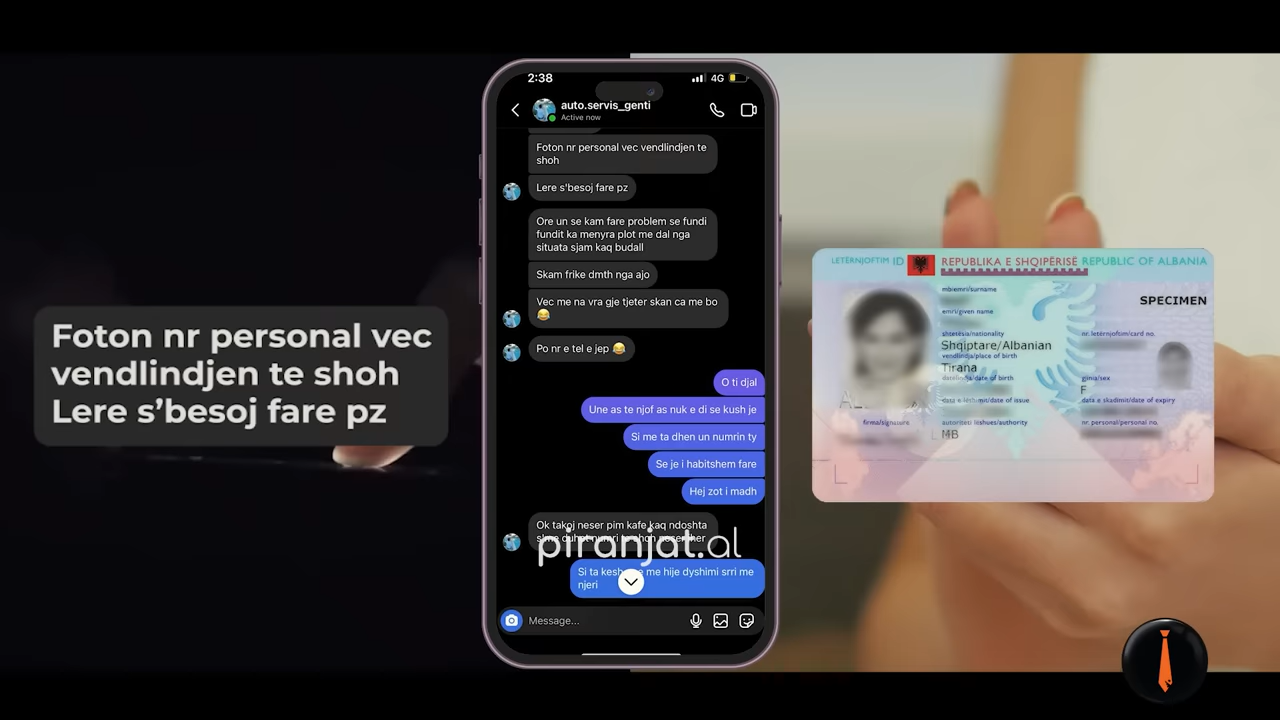 Foton nr personal vec
vendlindjen te shoh
Lere s'besoj fare pz
2:38
4G
auto.servis_genti
Active now
Foton nr personal vec vendlindjen te
shoh
Lere s'besoj fare pz
Ore un se kam fare problem se fundi
fundit ka menyra plot me dal nga
situata sjam kaq budall
Skam frike dmth nga ajo
Vec me na vra gje tjeter skan ca me bo
😂
Po nr e tel e jep 😂
O ti djal
Une as te njof as nuk e di se kush je
Si me ta dhen un numrin ty
Se je i habitshem fare
Hej zot i madh
Ok takoj neser pim kafe kaq ndoshta
piranjat.al
Si ta me hije dyshimi srri me
njeri
Message...
LETËRNJOFTIM ID REPUBLIKA E SHQIPËRISË REPUBLIC OF ALBANIA
SPECIMEN
mbiemri/surname
emri/given name
shtetësia/nationality
nr. letërnjoftim/card no.
Shqiptare/Albanian
vendlindja/place of birth
Tirana
datelindja/date of birth
gjinia/sex
F
data e lëshimit/date of issue
data e skadimit/date of expiry
firma/signature
autoriteti lëshues/authority
nr. personal/personal no.
MB